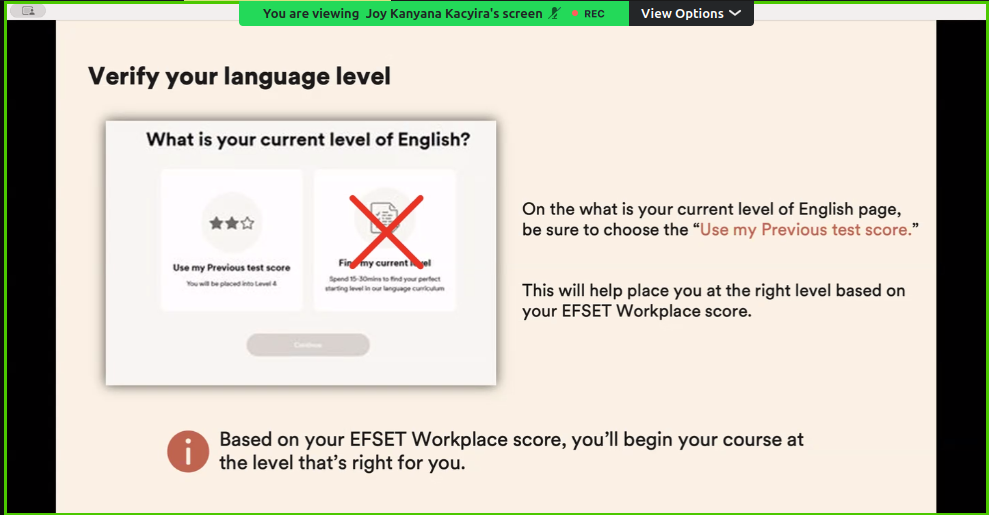 You are viewing Joy Kanyana Kacyira's screen
REC
View Options
Verify your language level
What is your current level of English?
Use my Previous test score
You will be placed into Level 4
my current
Spend 15-30mins to find your perfect
starting level in our language curriculum
Continue
On the what is your current level of English page,
be sure to choose the “Use my Previous test score.”
This will help place you at the right level based on
your EFSET Workplace score.
i
Based on your EFSET Workplace score, you’ll begin your course at
the level that’s right for you.